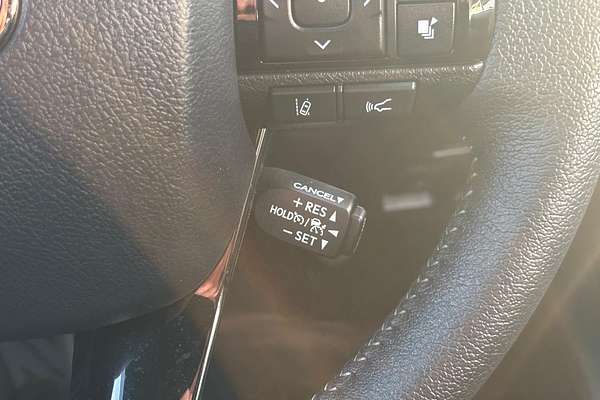 CANCEL▼
+ RES▲
HOLD /
− SET▼